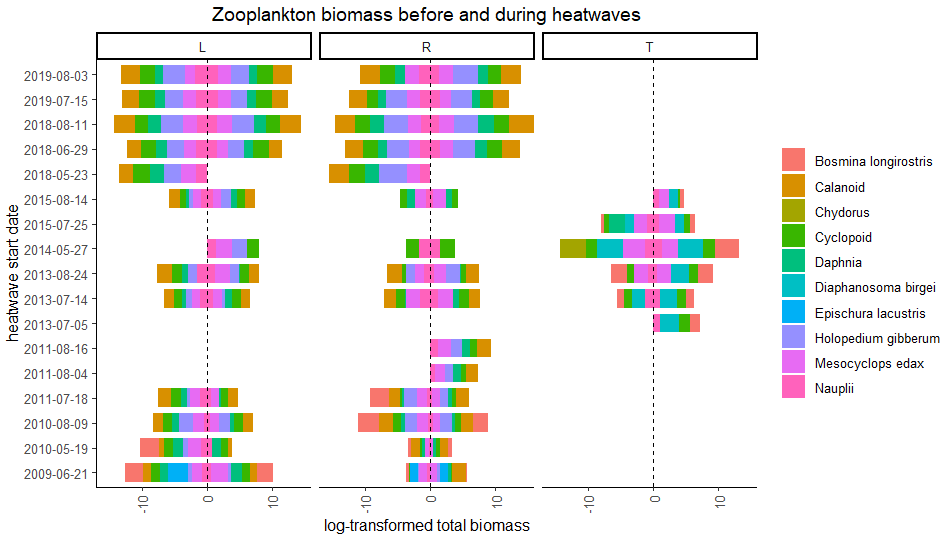 Zooplankton biomass before and during heatwaves
L
R
T
2019-08-03
2019-07-15
2018-08-11
2018-06-29
2018-05-23
2015-08-14
2015-07-25
2014-05-27
2013-08-24
2013-07-14
2013-07-05
2011-08-16
2011-08-04
2011-07-18
2010-08-09
2010-05-19
2009-06-21
heatwave start date
-10
0
10
-10
0
10
-10
0
10
log-transformed total biomass
Bosmina longirostris
Calanoid
Chydorus
Cyclopoid
Daphnia
Diaphanosoma birgei
Epischura lacustris
Holopedium gibberum
Mesocyclops edax
Nauplii